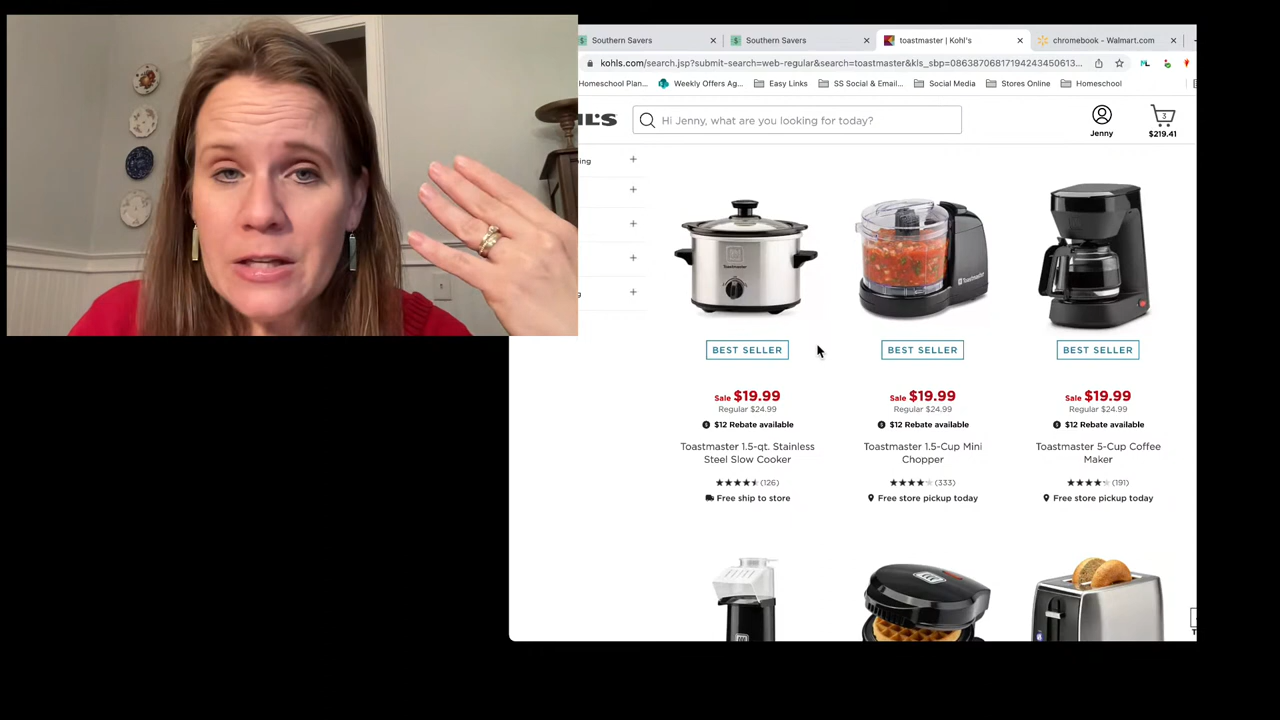 Southern Savers
Southern Savers
toastmaster | Kohl's
chromebook - Walmart.com
kohls.com/search.jsp?submit-search=web-regular&search=toastmaster&kls_sbp=08638706817194243450613...
Homeschool Plan...
Weekly Offers Ag...
Easy Links
SS Social & Email...
Social Media
Stores Online
Homeschool
HL'S
Hi Jenny, what are you looking for today?
Jenny
3
$219.41
Toastmaster
Toastmaster
BEST SELLER
BEST SELLER
BEST SELLER
Sale $19.99
Regular $24.99
$12 Rebate available
Toastmaster 1.5-qt. Stainless
Steel Slow Cooker
(126)
Free ship to store
Sale $19.99
Regular $24.99
$12 Rebate available
Toastmaster 1.5-Cup Mini
Chopper
(333)
Free store pickup today
Sale $19.99
Regular $24.99
$12 Rebate available
Toastmaster 5-Cup Coffee
Maker
(191)
Free store pickup today